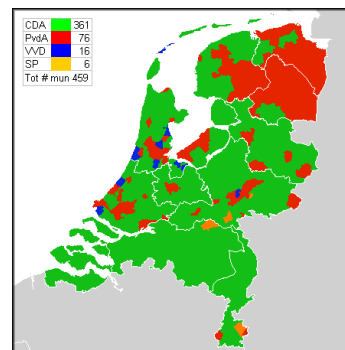 CDA 361
PvdA 76
VVD 16
SP 6
Tot # mun 459